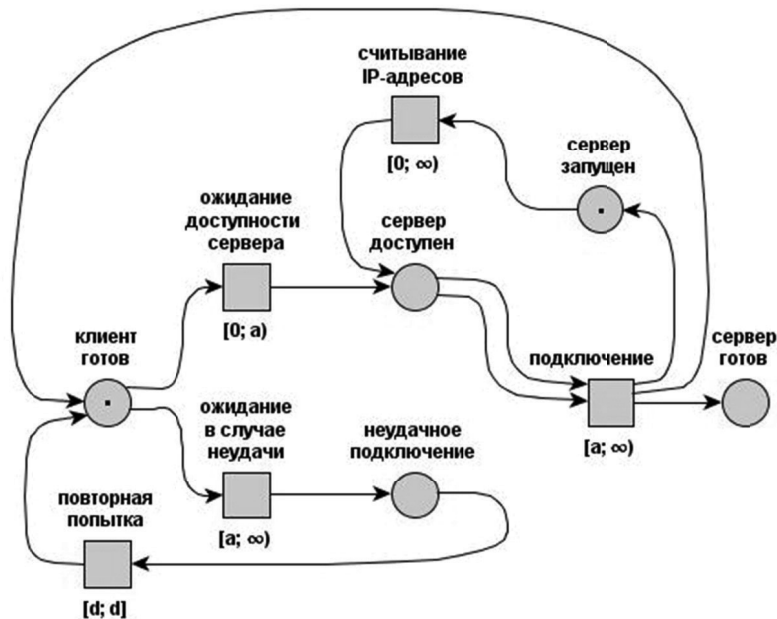 считывание
IP-адресов
[0; ∞)
сервер
запущен
ожидание
доступности
сервера
[0; a)
сервер
доступен
клиент
готов
подключение
[a; ∞)
сервер
готов
ожидание
в случае
неудачи
[a; ∞)
неудачное
подключение
повторная
попытка
[d; d]